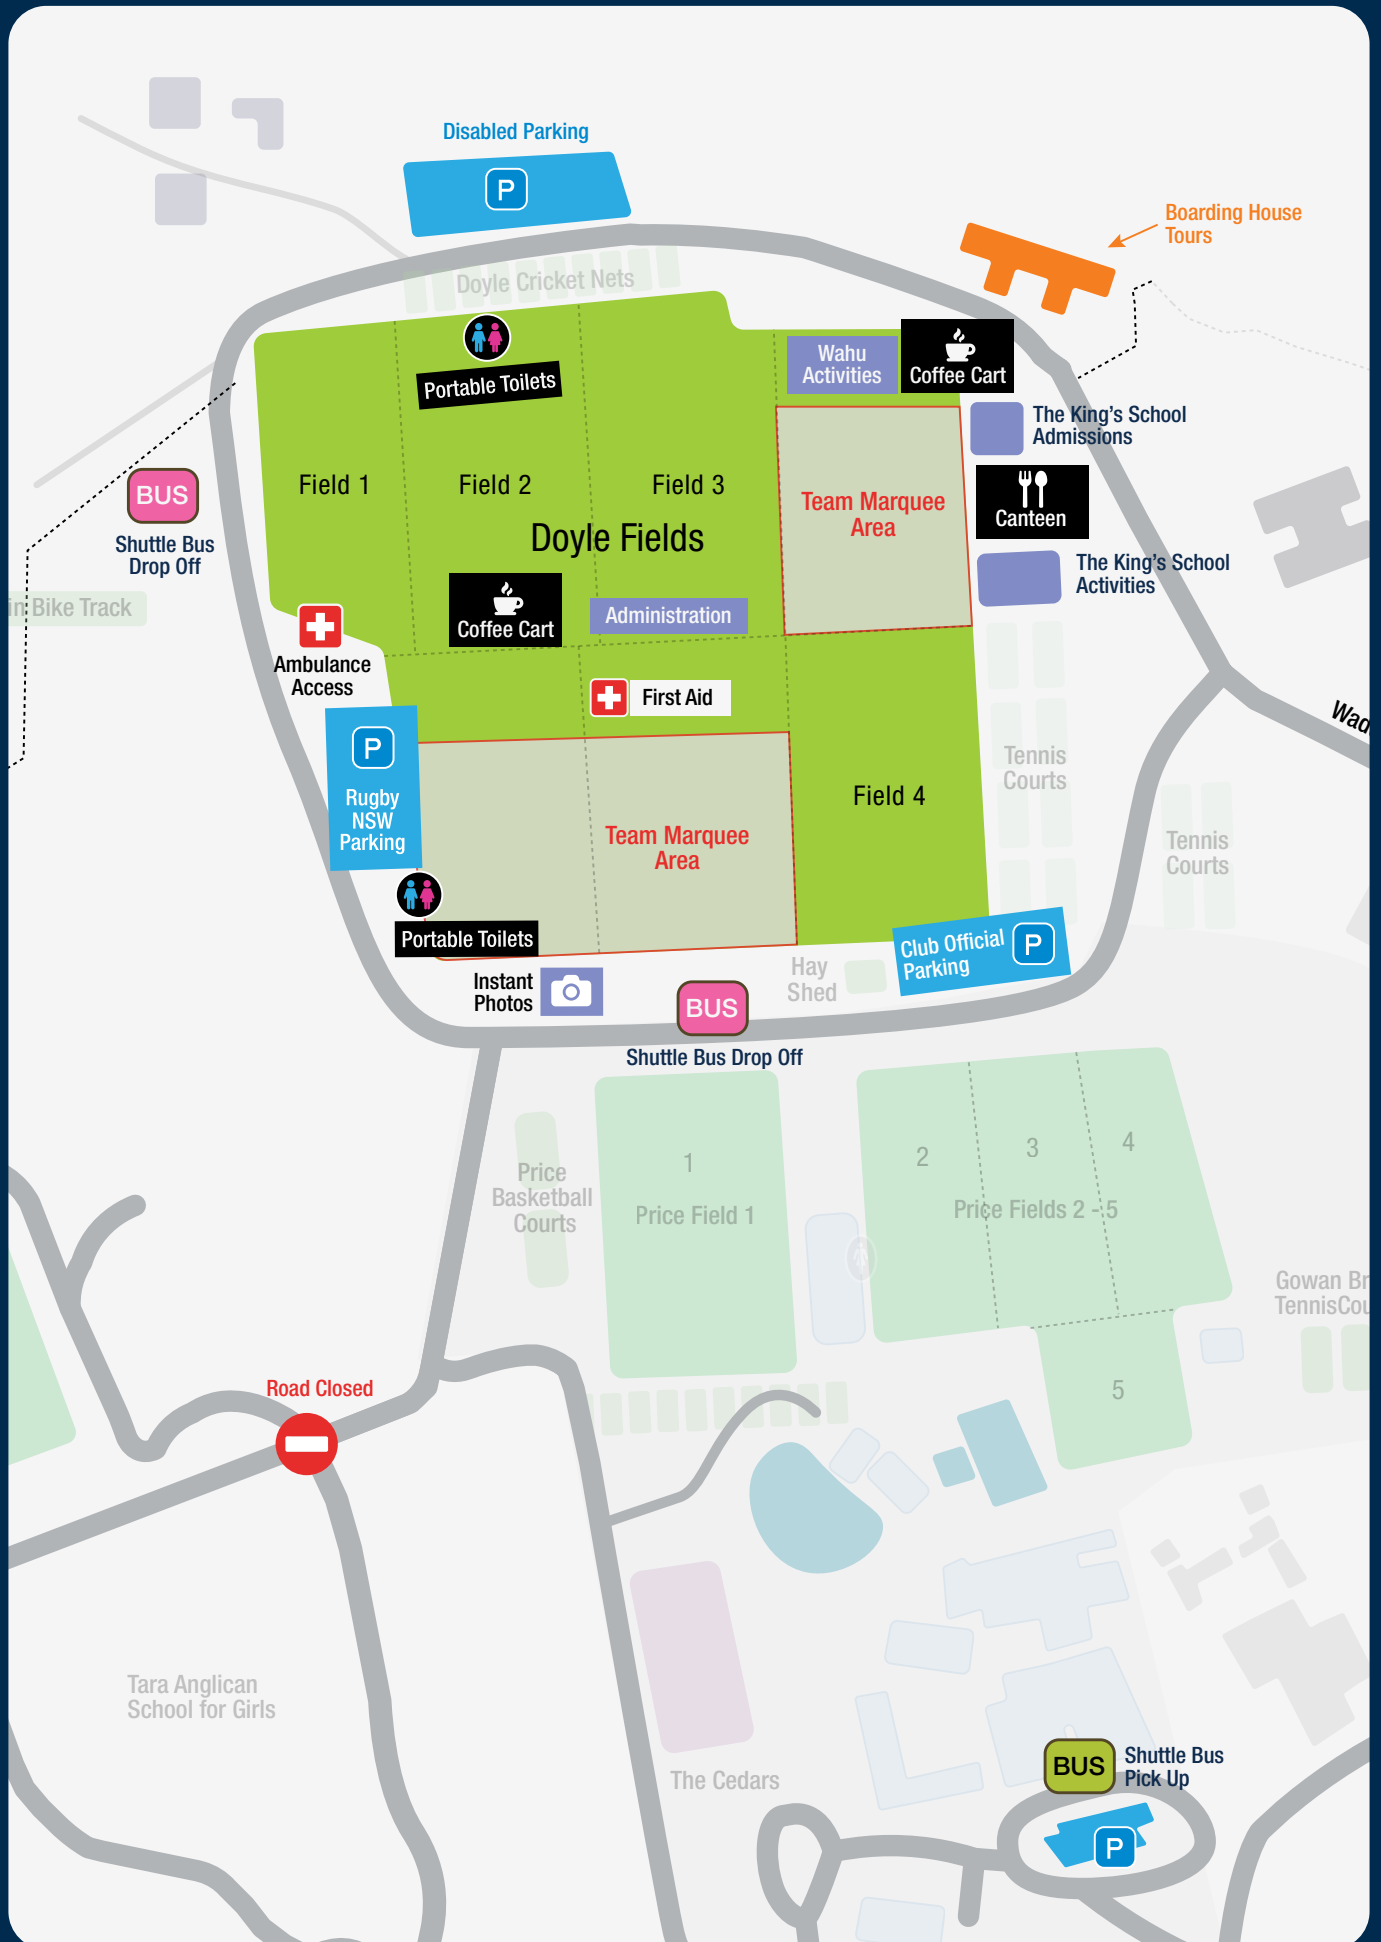 Disabled Parking
P
Boarding House
Tours
Doyle Cricket Nets
Portable Toilets
Wahu
Activities
Coffee Cart
The King's School
Admissions
Field 1
Field 2
Field 3
Team Marquee
Area
Canteen
BUS
Shuttle Bus
Drop Off
Doyle Fields
The King's School
Activities
in Bike Track
Coffee Cart
Administration
Ambulance
Access
First Aid
Wad
P
Rugby
NSW
Parking
Tennis
Courts
Field 4
Team Marquee
Area
Tennis
Courts
Portable Toilets
Club Official
Parking
P
Instant
Photos
Hay
Shed
BUS
Shuttle Bus Drop Off
1
2
3
4
Price
Basketball
Courts
Price Field 1
Price Fields 2 - 5
Gowan Br
TennisCou
Road Closed
5
Tara Anglican
School for Girls
The Cedars
BUS
Shuttle Bus
Pick Up
P